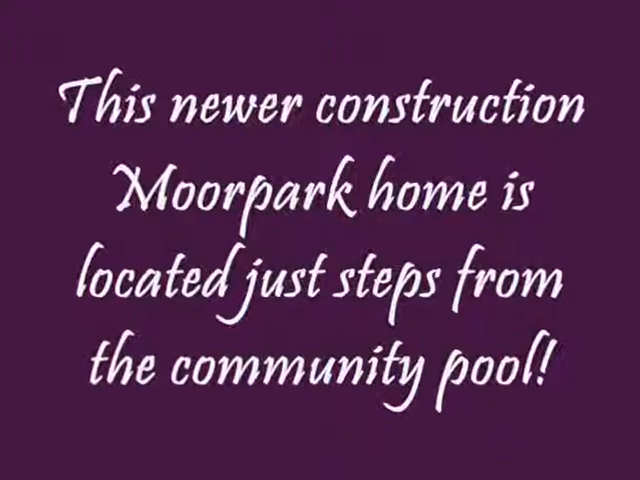 This newer construction
Moorpark home is
located just steps from
the community pool!